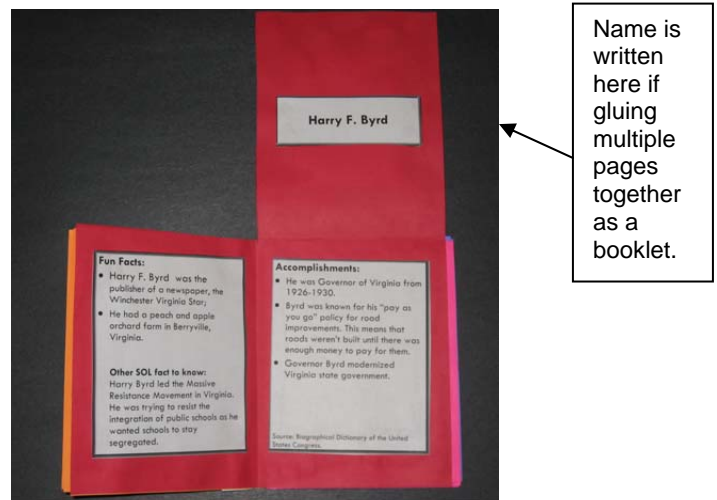 Harry F. Byrd
Name is
written
here if
gluing
multiple
pages
together
as a
booklet.
Fun Facts:
• Harry F. Byrd was the
publisher of a newspaper, the
Winchester Virginia Star;
• He had a peach and apple
orchard farm in Berryville,
Virginia.
Other SOL fact to know:
Harry Byrd led the Massive
Resistance Movement in Virginia.
He was trying to resist the
integration of public schools as he
wanted schools to stay
segregated.
Accomplishments:
• He was Governor of Virginia from
1926-1930.
• Byrd was known for his "pay as
you go" policy for road
improvements. This means that
roads weren't built until there was
enough money to pay for them.
• Governor Byrd modernized
Virginia state government.
Source: Biographical Dictionary of the United
States Congress.